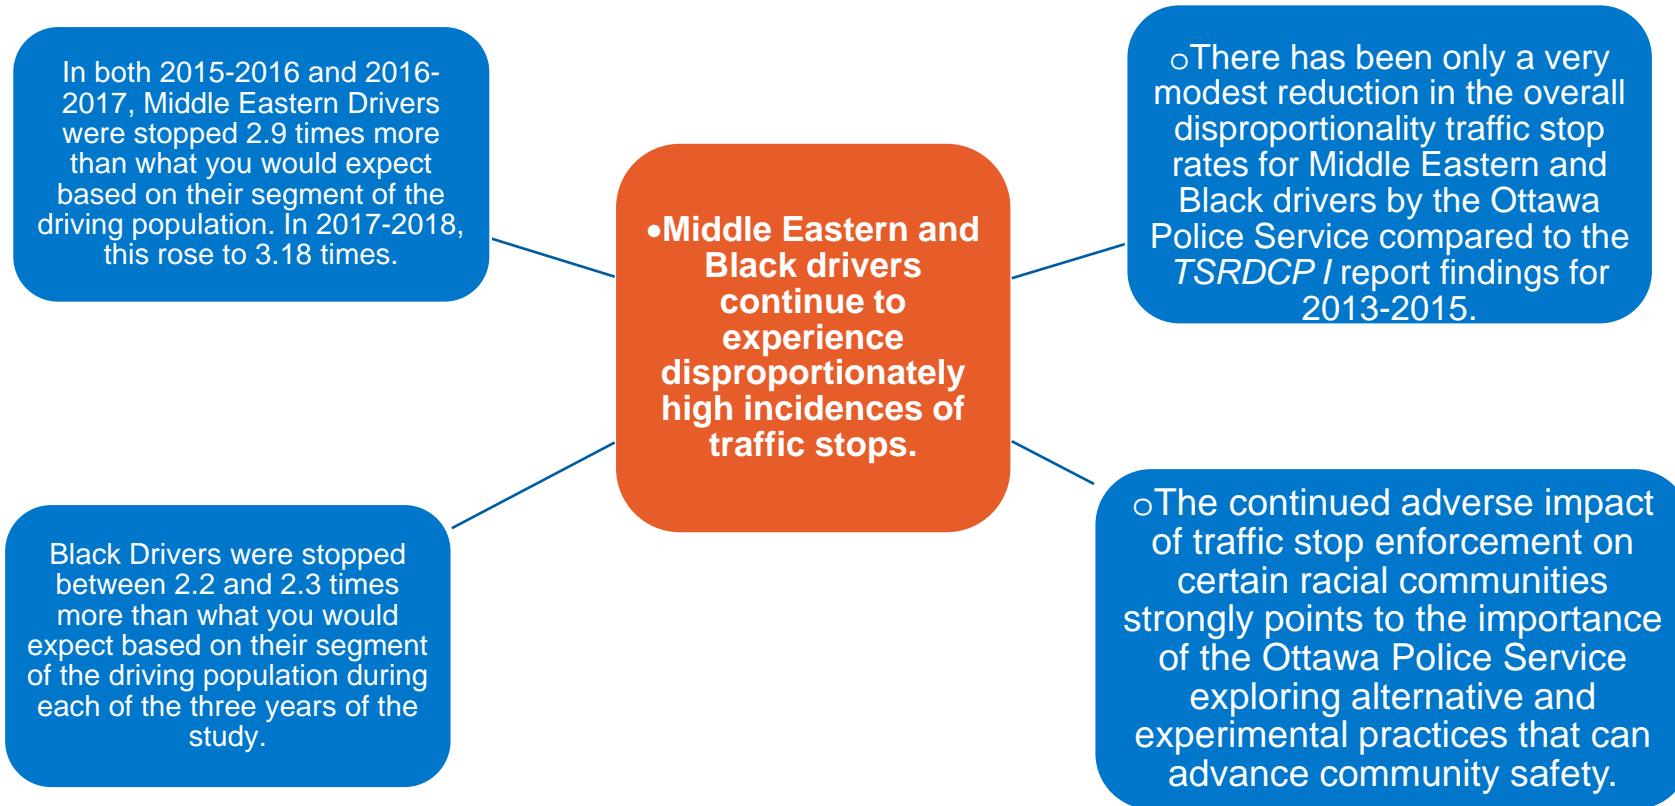 In both 2015-2016 and 2016-
2017, Middle Eastern Drivers
were stopped 2.9 times more
than what you would expect
based on their segment of the
driving population. In 2017-2018,
this rose to 3.18 times.
○There has been only a very
modest reduction in the overall
disproportionality traffic stop
rates for Middle Eastern and
Black drivers by the Ottawa
Police Service compared to the
TSRDCP I report findings for
2013-2015.
•Middle Eastern and
Black drivers
continue to
experience
disproportionately
high incidences of
traffic stops.
Black Drivers were stopped
between 2.2 and 2.3 times
more than what you would
expect based on their segment
of the driving population during
each of the three years of the
study.
○The continued adverse impact
of traffic stop enforcement on
certain racial communities
strongly points to the importance
of the Ottawa Police Service
exploring alternative and
experimental practices that can
advance community safety.